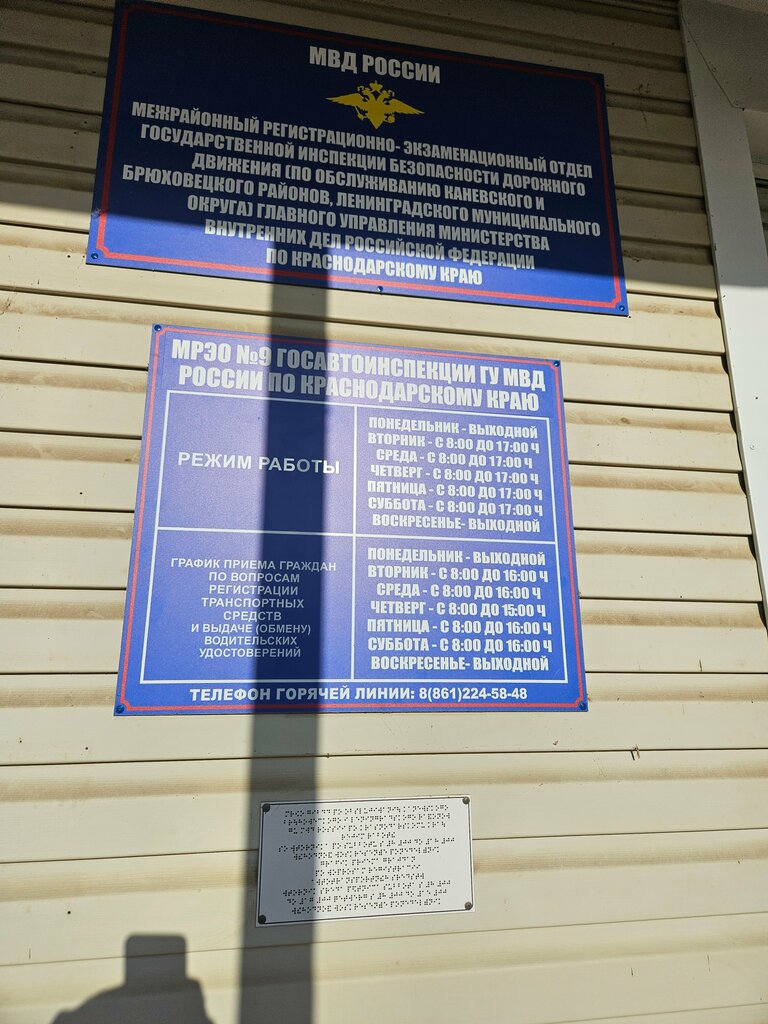 МВД РОССИИ
МЕЖРАЙОННЫЙ РЕГИСТРАЦИОННО- ЭКЗАМЕНАЦИОННЫЙ ОТДЕЛ
ГОСУДАРСТВЕННОЙ ИНСПЕКЦИИ БЕЗОПАСНОСТИ ДОРОЖНОГО
ДВИЖЕНИЯ (ПО ОБСЛУЖИВАНИЮ КАНЕВСКОГО И
БРЮХОВЕЦКОГО РАЙОНОВ, ЛЕНИНГРАДСКОГО МУНИЦИПАЛЬНОГО
ОКРУГА) ГЛАВНОГО УПРАВЛЕНИЯ МИНИСТЕРСТВА
ВНУТРЕННИХ ДЕЛ РОССИЙСКОЙ ФЕДЕРАЦИИ
ПО КРАСНОДАРСКОМУ КРАЮ
МРЭО №9 ГОСАВТОИНСПЕКЦИИ ГУ МВД
РОССИИ ПО КРАСНОДАРСКОМУ КРАЮ
РЕЖИМ РАБОТЫ
ПОНЕДЕЛЬНИК - ВЫХОДНОЙ
ВТОРНИК - С 8:00 ДО 17:00 Ч
СРЕДА - С 8:00 ДО 17:00 Ч
ЧЕТВЕРГ - С 8:00 ДО 17:00 Ч
ПЯТНИЦА - С 8:00 ДО 17:00 Ч
СУББОТА - С 8:00 ДО 17:00 Ч
ВОСКРЕСЕНЬЕ- ВЫХОДНОЙ
ГРАФИК ПРИЕМА ГРАЖДАН
ПО ВОПРОСАМ
РЕГИСТРАЦИИ
ТРАНСПОРТНЫХ
СРЕДСТВ
И ВЫДАЧЕ (ОБМЕНУ)
ВОДИТЕЛЬСКИХ
УДОСТОВЕРЕНИЙ
ПОНЕДЕЛЬНИК - ВЫХОДНОЙ
ВТОРНИК - С 8:00 ДО 16:00 Ч
СРЕДА - С 8:00 ДО 16:00 Ч
ЧЕТВЕРГ - С 8:00 ДО 15:00 Ч
ПЯТНИЦА - С 8:00 ДО 16:00 Ч
СУББОТА - С 8:00 ДО 16:00 Ч
ВОСКРЕСЕНЬЕ- ВЫХОДНОЙ
ТЕЛЕФОН ГОРЯЧЕЙ ЛИНИИ: 8(861)224-58-48